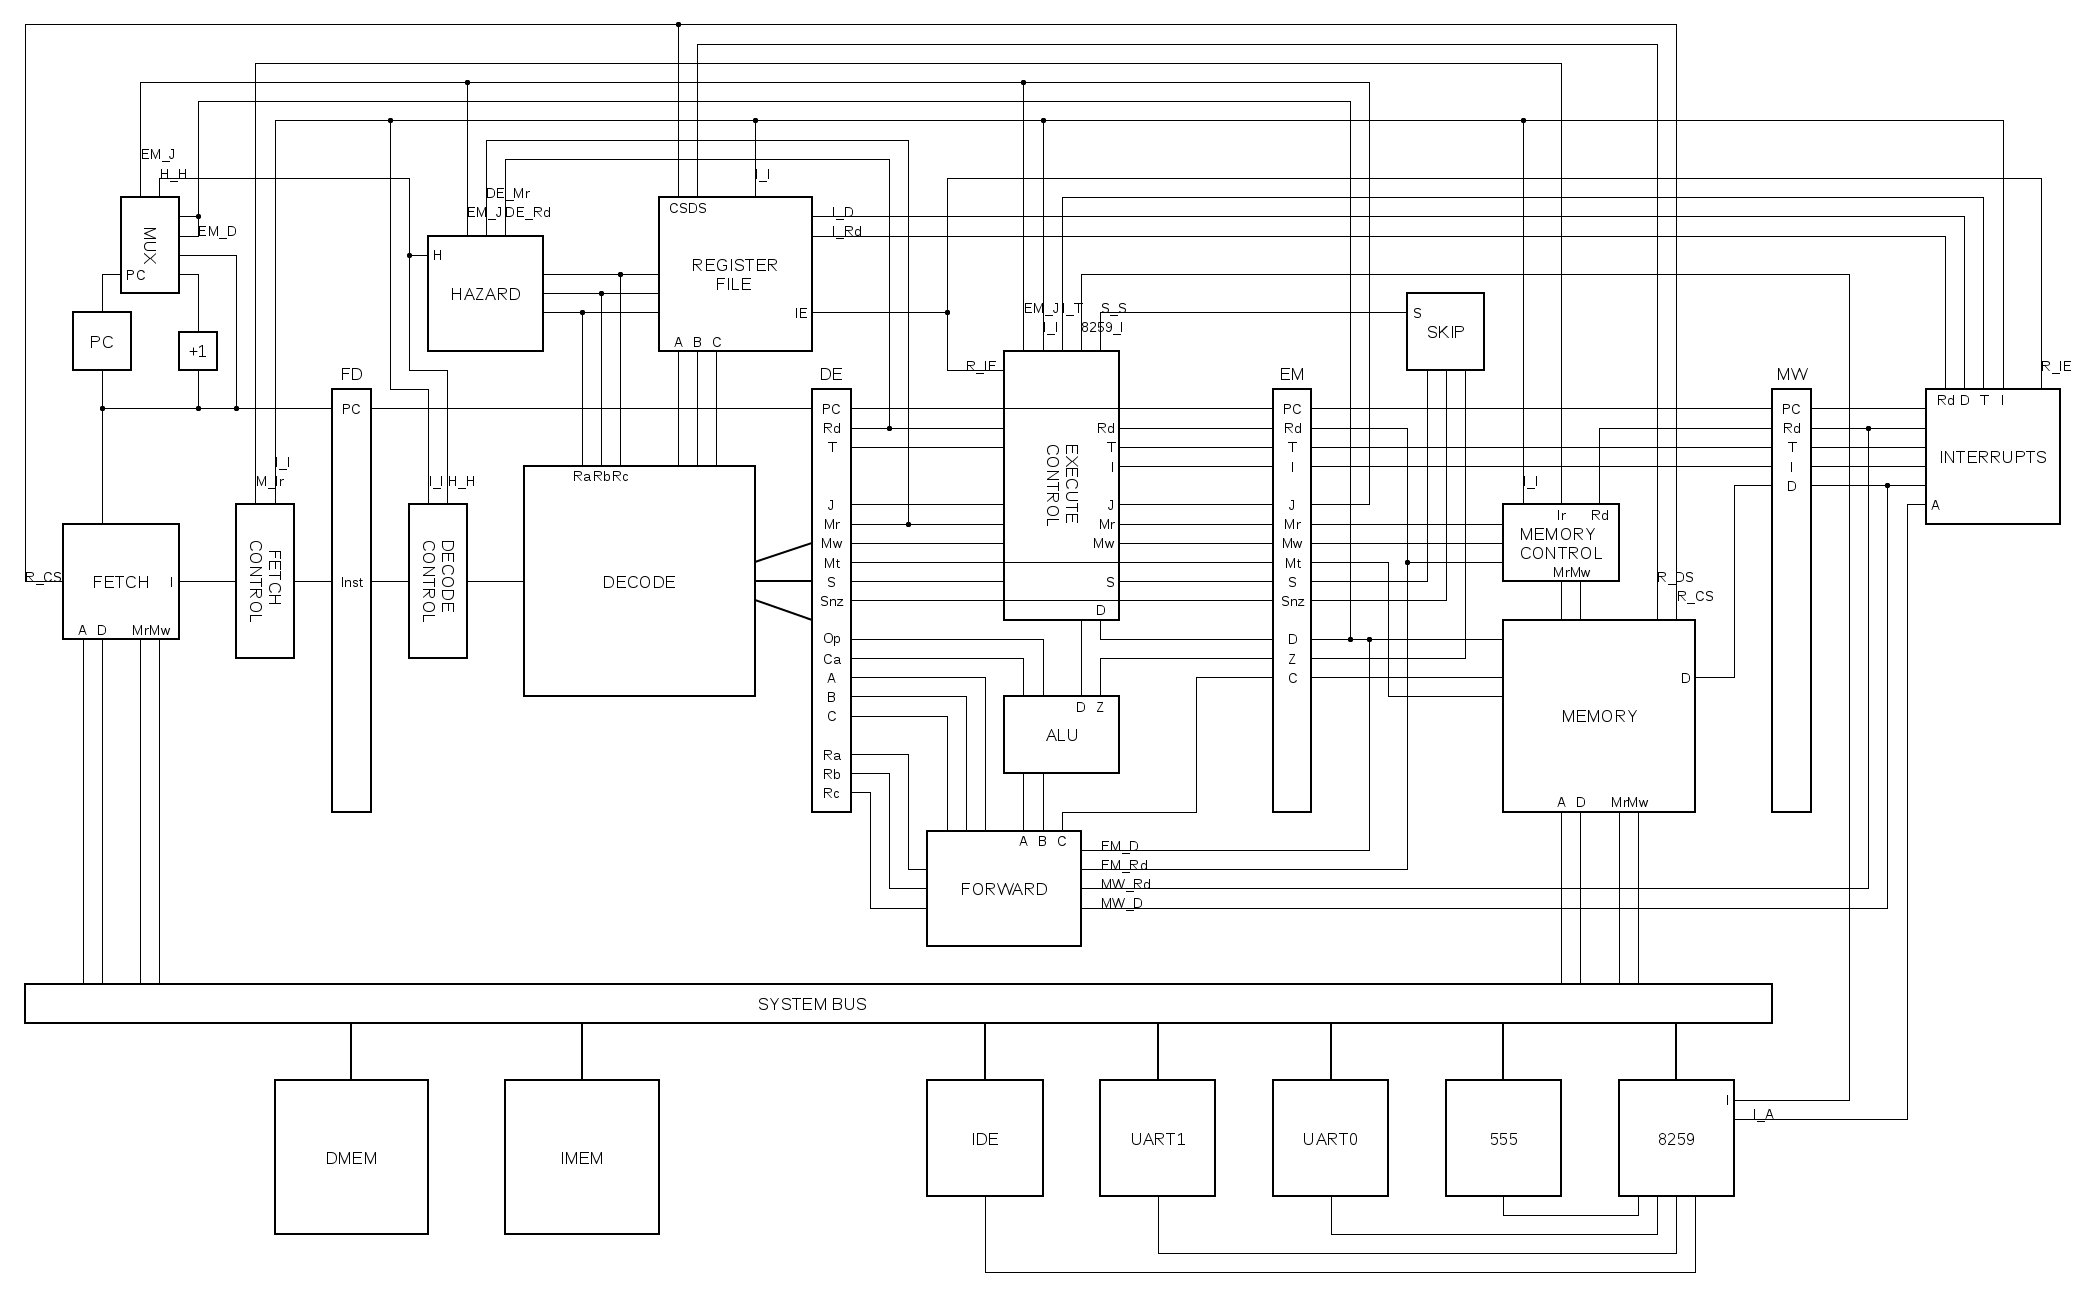 EM_J
H_H
I_I
DE_Mr
EM_J DE_Rd
CSDS
I_D
I_Rd
MUX
EM_D
PC
H
HAZARD
REGISTER
FILE
IE
A B C
EM_J I_T S_S
I_I 8259_I
S
SKIP
PC
+1
R_IE
R_IE
FD
DE
EM
MW
PC
PC
Rd
T
J
Mr
Mw
Mt
S
Snz
Op
Ca
A
B
C
Ra
Rb
Rc
EXECUTE
CONTROL
Rd
T
I
J
Mr
Mw
S
D
PC
Rd
T
I
J
Mr
Mw
Mt
S
Snz
D
Z
C
PC
Rd
T
I
D
Rd D T I
INTERRUPTS
A
I_I
M_Ir
I_I H_H
RaRbRc
I_I
Ir Rd
MEMORY
CONTROL
MrMw
R_CS
FETCH
I
A D MrMw
FETCH
CONTROL
Inst
DECODE
CONTROL
DECODE
R_DS
R_CS
D
MEMORY
A D MrMw
D Z
ALU
A B C
FORWARD
EM_D
EM_Rd
MW_Rd
MW_D
SYSTEM BUS
DMEM
IMEM
IDE
UART1
UART0
555
8259
I
I_A